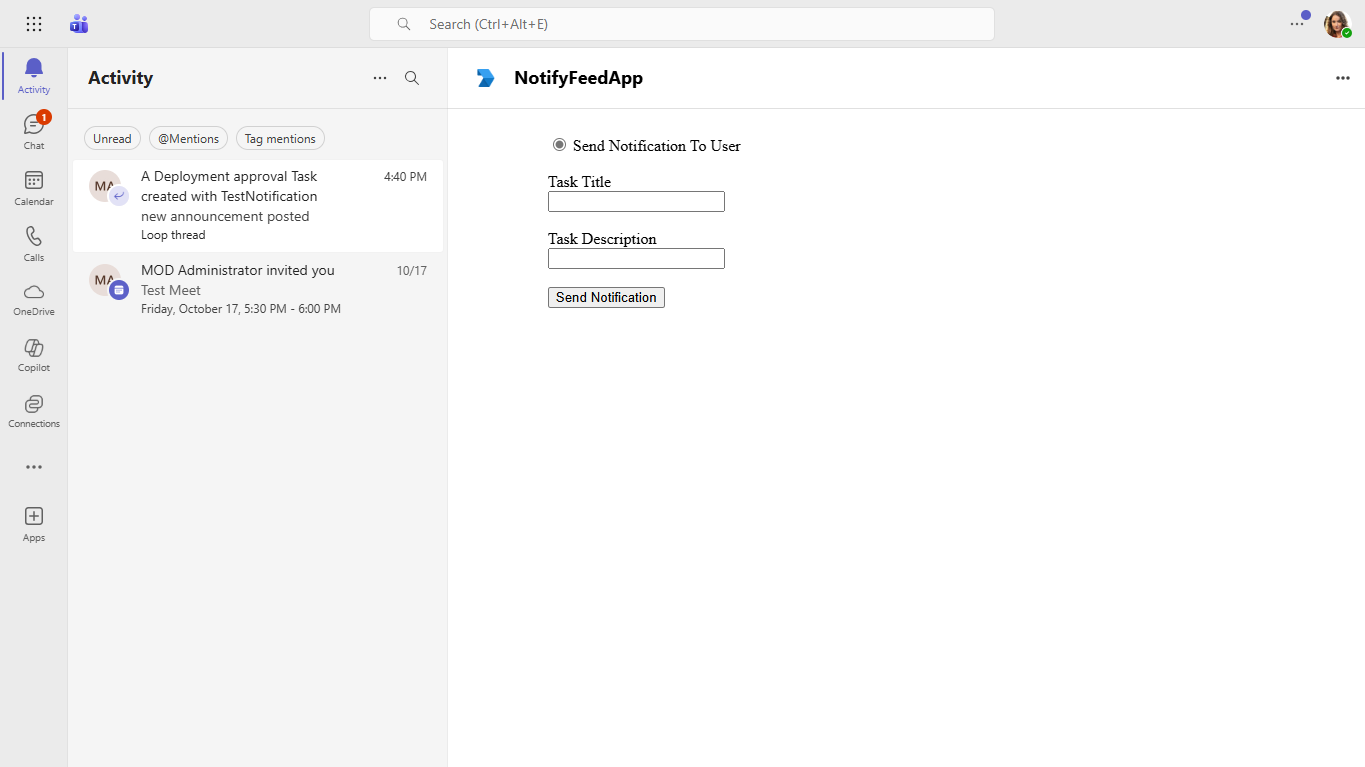 Search (Ctrl+Alt+E)
Activity
1
Chat
Calendar
Calls
OneDrive
Copilot
Connections
Apps
Activity
Unread
@Mentions
Tag mentions
MA
A Deployment approval Task
4:40 PM
created with TestNotification
new announcement posted
Loop thread
MA
MOD Administrator invited you
10/17
Test Meet
Friday, October 17, 5:30 PM - 6:00 PM
NotifyFeedApp
Send Notification To User
Task Title
Task Description
Send Notification